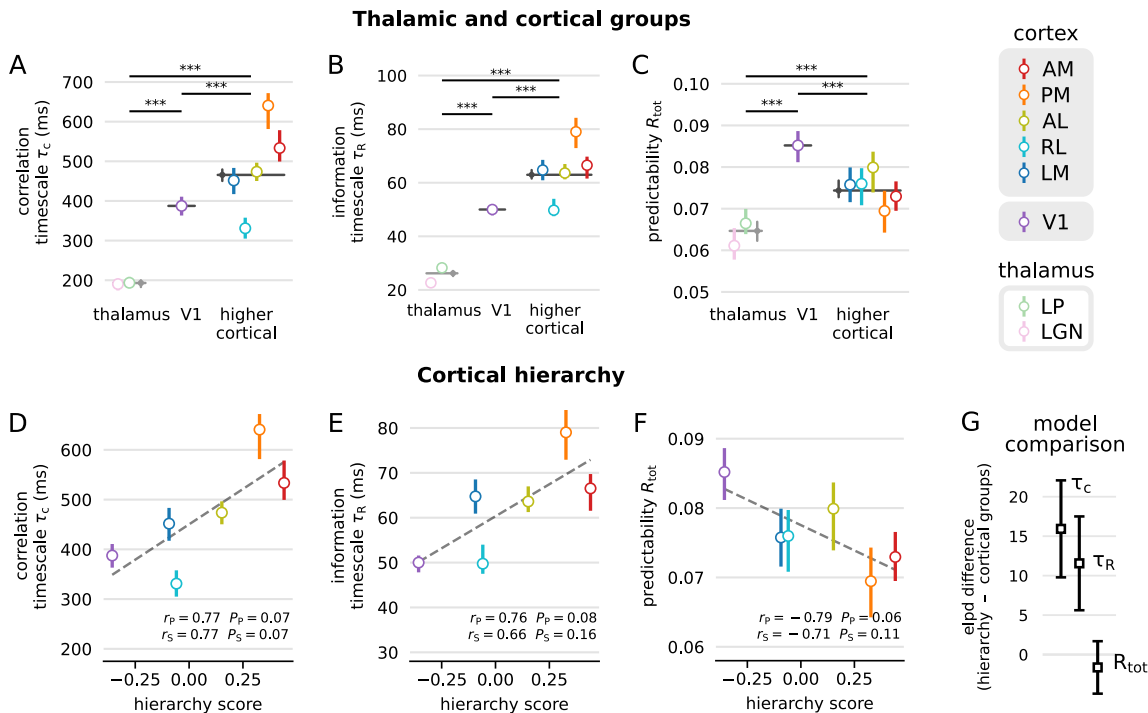 Thalamic and cortical groups
A
correlation
timescale τc (ms)
700
600
500
400
300
200
***
***
***
thalamus V1 higher
cortical
B
information
timescale τR (ms)
100
80
60
40
20
***
***
***
thalamus V1 higher
cortical
C
predictability Rtot
0.10
0.09
0.08
0.07
0.06
0.05
***
***
***
thalamus V1 higher
cortical
cortex
AM
PM
AL
RL
LM
V1
thalamus
LP
LGN
Cortical hierarchy
D
correlation
timescale τc (ms)
600
500
400
300
200
rP = 0.77 PP = 0.07
rS = 0.77 PS = 0.07
−0.25 0.00 0.25
hierarchy score
E
information
timescale τR (ms)
80
70
60
50
40
30
rP = 0.76 PP = 0.08
rS = 0.66 PS = 0.16
−0.25 0.00 0.25
hierarchy score
F
predictability Rtot
0.09
0.08
0.07
0.06
rP = −0.79 PP = 0.06
rS = −0.71 PS = 0.11
−0.25 0.00 0.25
hierarchy score
G
model
comparison
elpd difference
(hierarchy − cortical groups)
20
15
10
5
0
τc
τR
Rtot